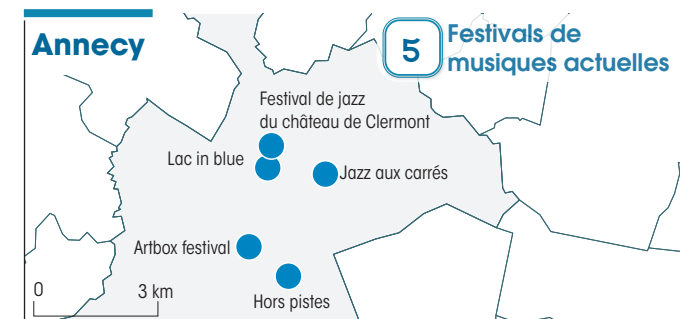 Annecy
5
Festivals de
musiques actuelles
Festival de jazz
du château de Clermont
Lac in blue
Jazz aux carrés
Artbox festival
Hors pistes
0 3 km